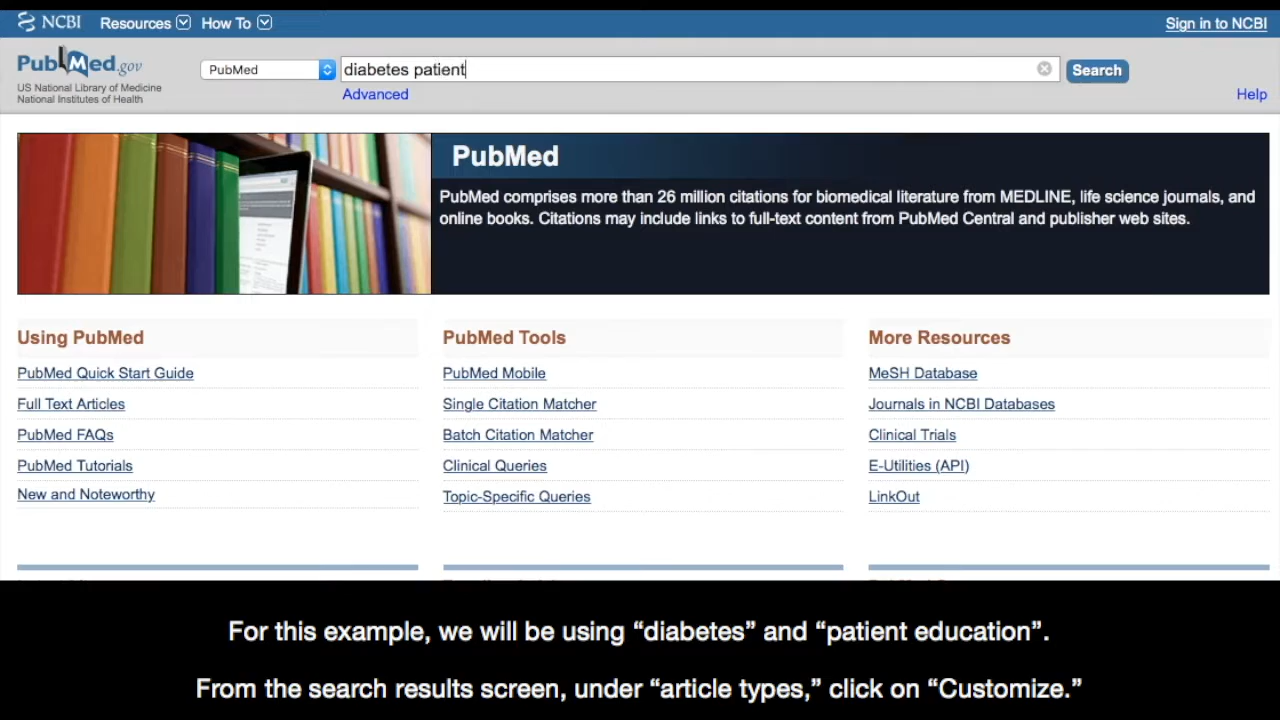 NCBI Resources How To Sign in to NCBI
PubMed.gov
US National Library of Medicine
National Institutes of Health
PubMed
diabetes patient
Search
Advanced
Help
PubMed
PubMed comprises more than 26 million citations for biomedical literature from MEDLINE, life science journals, and
online books. Citations may include links to full-text content from PubMed Central and publisher web sites.
Using PubMed
PubMed Quick Start Guide
Full Text Articles
PubMed FAQs
PubMed Tutorials
New and Noteworthy
PubMed Tools
PubMed Mobile
Single Citation Matcher
Batch Citation Matcher
Clinical Queries
Topic-Specific Queries
More Resources
MeSH Database
Journals in NCBI Databases
Clinical Trials
E-Utilities (API)
LinkOut
For this example, we will be using “diabetes” and “patient education”.
From the search results screen, under “article types,” click on “Customize.”